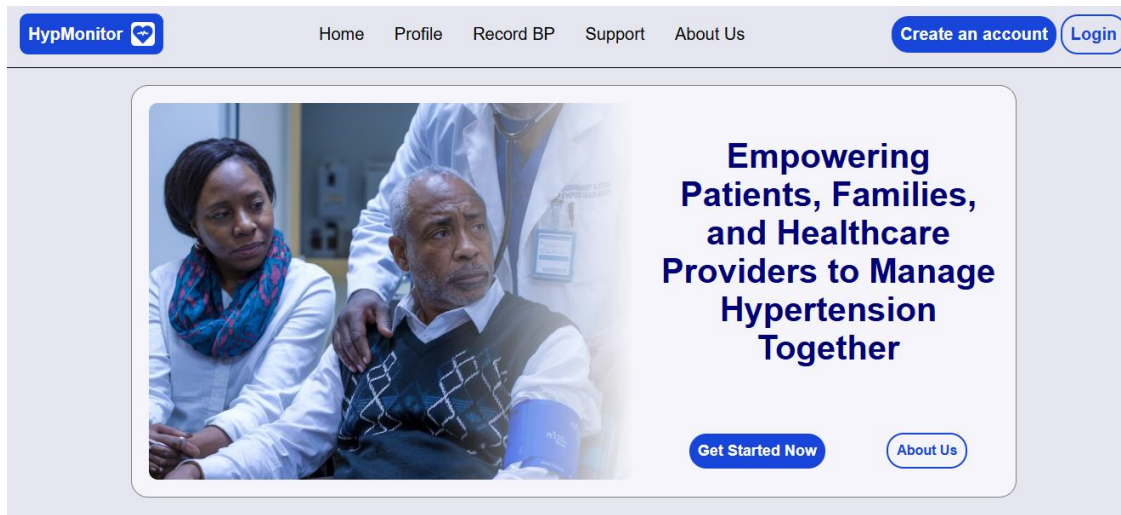 HypMonitor
Home
Profile
Record BP
Support
About Us
Create an account
Login
Empowering
Patients, Families,
and Healthcare
Providers to Manage
Hypertension
Together
Get Started Now
About Us